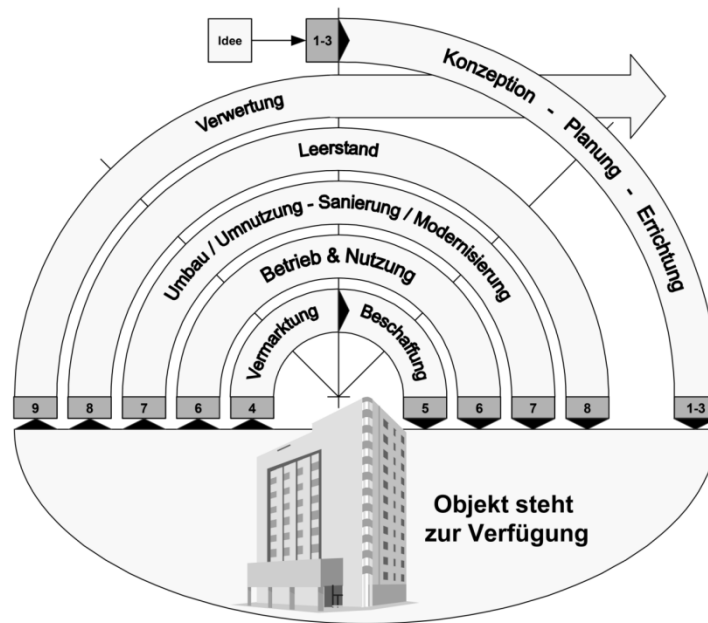 Idee
1-3
Konzeption - Planung - Errichtung
Verwertung
Leerstand
Umbau / Umnutzung - Sanierung / Modernisierung
Betrieb & Nutzung
Vermarktung
Beschaffung
9
8
7
6
4
5
6
7
8
1-3
Objekt steht
zur Verfügung